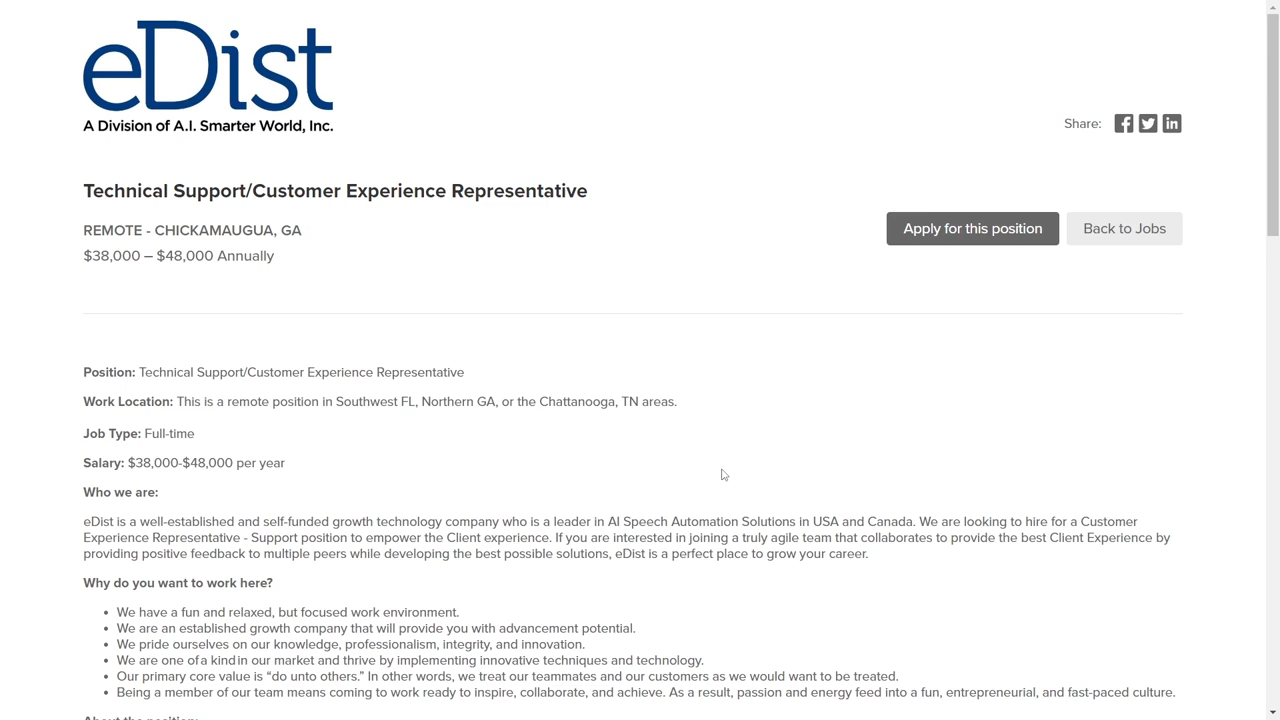 eDist
A Division of A.I. Smarter World, Inc.
Share:
Technical Support/Customer Experience Representative
REMOTE - CHICKAMAUGUA, GA
Apply for this position
Back to Jobs
$38,000 – $48,000 Annually
Position: Technical Support/Customer Experience Representative
Work Location: This is a remote position in Southwest FL, Northern GA, or the Chattanooga, TN areas.
Job Type: Full-time
Salary: $38,000-$48,000 per year
Who we are:
eDist is a well-established and self-funded growth technology company who is a leader in AI Speech Automation Solutions in USA and Canada. We are looking to hire for a Customer
Experience Representative - Support position to empower the Client experience. If you are interested in joining a truly agile team that collaborates to provide the best Client Experience by
providing positive feedback to multiple peers while developing the best possible solutions, eDist is a perfect place to grow your career.
Why do you want to work here?
• We have a fun and relaxed, but focused work environment.
• We are an established growth company that will provide you with advancement potential.
• We pride ourselves on our knowledge, professionalism, integrity, and innovation.
• We are one of a kind in our market and thrive by implementing innovative techniques and technology.
• Our primary core value is “do unto others.” In other words, we treat our teammates and our customers as we would want to be treated.
• Being a member of our team means coming to work ready to inspire, collaborate, and achieve. As a result, passion and energy feed into a fun, entrepreneurial, and fast-paced culture.
About the position: